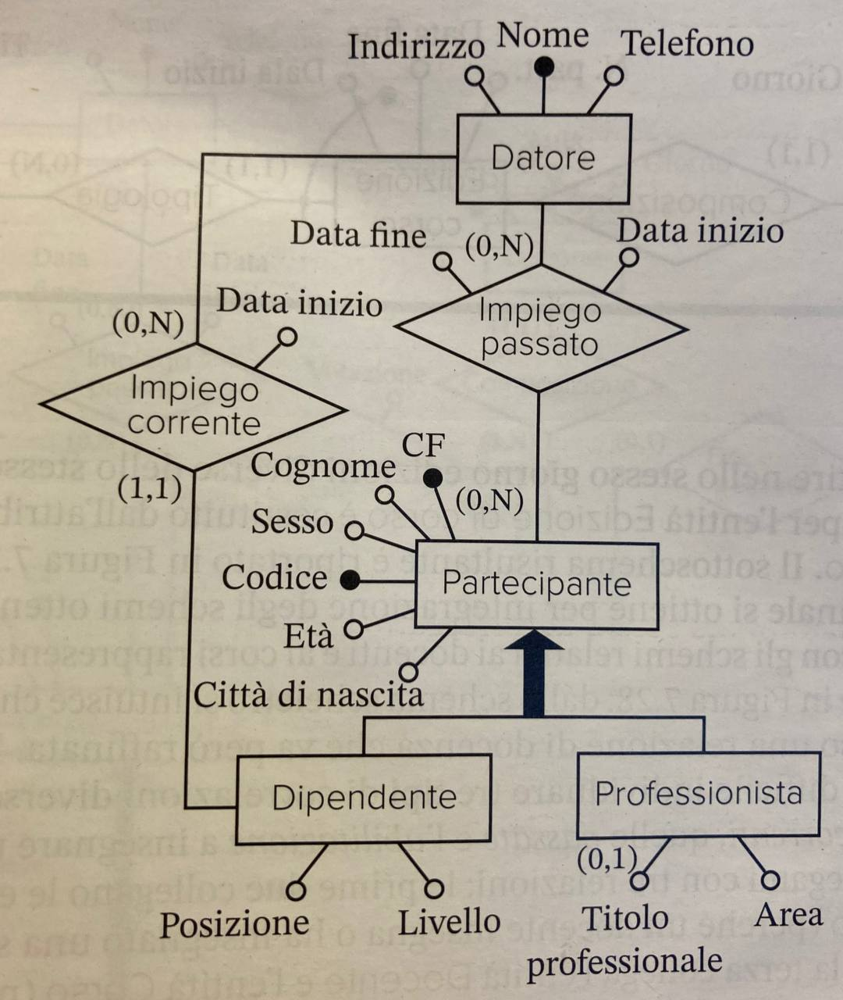 Indirizzo Nome Telefono
Datore
Data fine (0,N) Data inizio
Impiego
passato
(0,N) Data inizio
Impiego
corrente
(1,1)
CF
Cognome
(0,N)
Sesso
Codice
Partecipante
Età
Città di nascita
Dipendente
Professionista
(0,1)
Posizione Livello
Titolo
professionale
Area